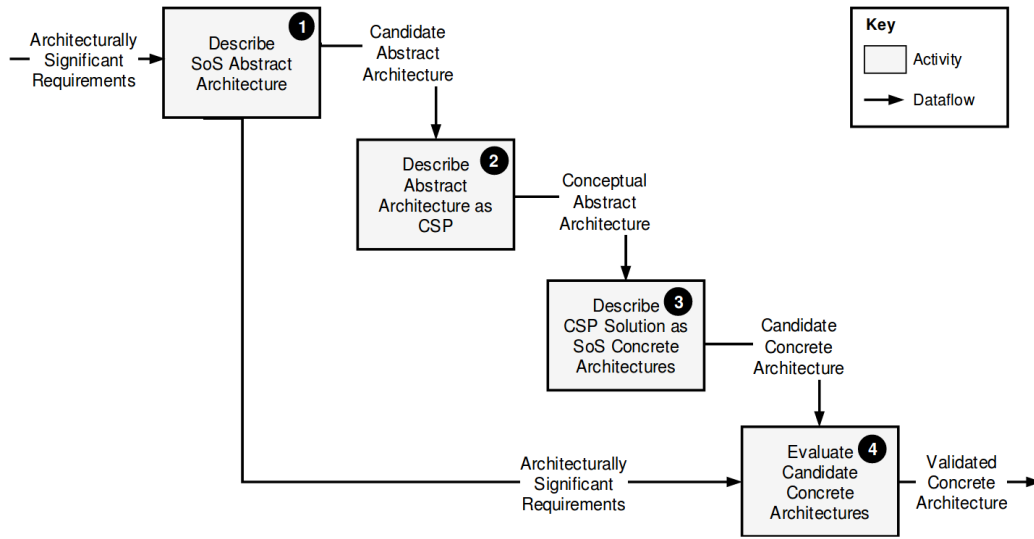 Architecturally
Significant
Requirements
1
Describe
SoS Abstract
Architecture
Candidate
Abstract
Architecture
Key
Activity
Dataflow
2
Describe
Abstract
Architecture as
CSP
Conceptual
Abstract
Architecture
3
Describe
CSP Solution as
SoS Concrete
Architectures
Candidate
Concrete
Architecture
Architecturally
Significant
Requirements
4
Evaluate
Candidate
Concrete
Architectures
Validated
Concrete
Architecture